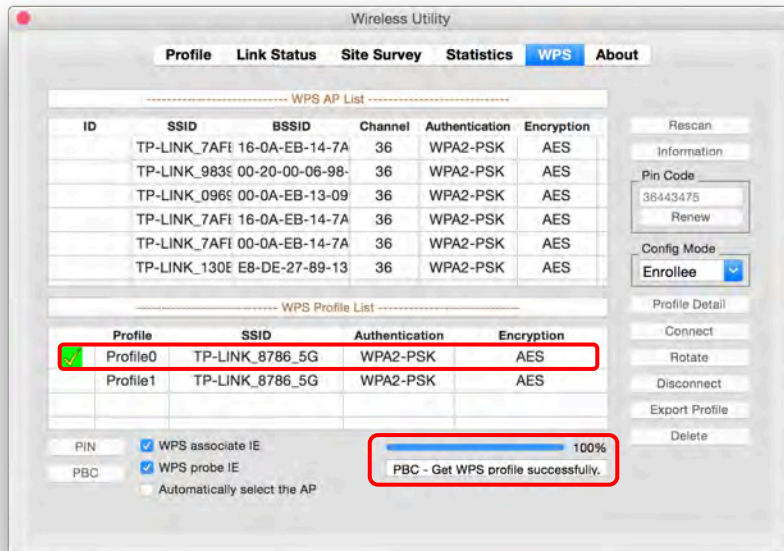 Wireless Utility
Profile Link Status Site Survey Statistics WPS About
---------------------------- WPS AP List ----------------------------
ID SSID BSSID Channel Authentication Encryption
TP-LINK_7AFE 16-0A-EB-14-7A 36 WPA2-PSK AES
TP-LINK_9839 00-20-00-06-98- 36 WPA2-PSK AES
TP-LINK_0969 00-0A-EB-13-09 36 WPA2-PSK AES
TP-LINK_7AFE 16-0A-EB-14-7A 36 WPA2-PSK AES
TP-LINK_7AFE 00-0A-EB-14-7A 36 WPA2-PSK AES
TP-LINK_130E E8-DE-27-89-13 36 WPA2-PSK AES
Rescan
Information
Pin Code
36443475
Renew
Config Mode
Enrollee
---------------------------- WPS Profile List ----------------------------
Profile SSID Authentication Encryption
Profile0 TP-LINK_8786_5G WPA2-PSK AES
Profile1 TP-LINK_8786_5G WPA2-PSK AES
Profile Detail
Connect
Rotate
Disconnect
Export Profile
Delete
PIN
PBC
WPS associate IE
WPS probe IE
Automatically select the AP
100%
PBC - Get WPS profile successfully.